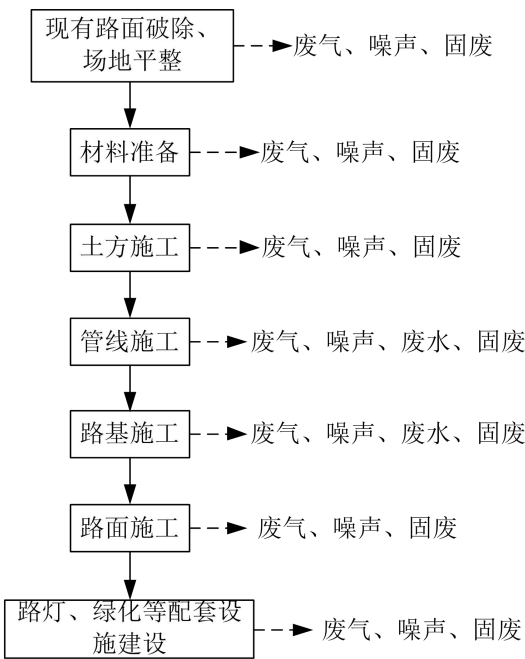 现有路面破除、
场地平整
废气、噪声、固废
材料准备
废气、噪声、固废
土方施工
废气、噪声、固废
管线施工
废气、噪声、废水、固废
路基施工
废气、噪声、废水、固废
路面施工
废气、噪声、固废
路灯、绿化等配套设
施建设
废气、噪声、固废